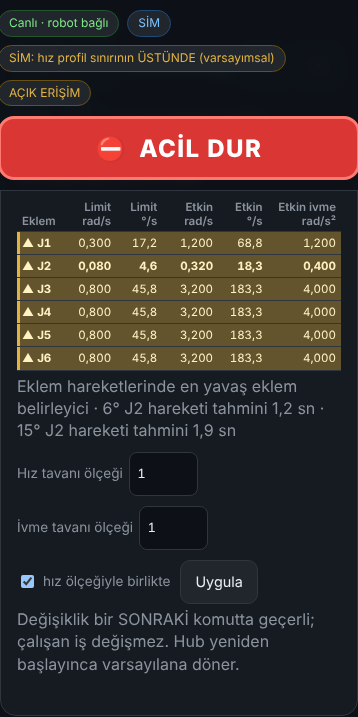 Canlı · robot bağlı SİM
SİM: hız profil sınırının ÜSTÜNDE (varsayımsal)
AÇIK ERİŞİM
⛔ ACİL DUR
Eklem Limit rad/s Limit °/s Etkin rad/s Etkin °/s Etkin ivme rad/s²
▲ J1 0,300 17,2 1,200 68,8 1,200
▲ J2 0,080 4,6 0,320 18,3 0,400
▲ J3 0,800 45,8 3,200 183,3 4,000
▲ J4 0,800 45,8 3,200 183,3 4,000
▲ J5 0,800 45,8 3,200 183,3 4,000
▲ J6 0,800 45,8 3,200 183,3 4,000
Eklem hareketlerinde en yavaş eklem
belirleyici · 6° J2 hareketi tahmini 1,2 sn ·
15° J2 hareketi tahmini 1,9 sn
Hız tavanı ölçeği 1
İvme tavanı ölçeği 1
hız ölçeğiyle birlikte Uygula
Değişiklik bir SONRAKİ komutta geçerli;
çalışan iş değişmez. Hub yeniden
başlayınca varsayılana döner.